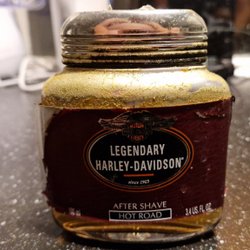 LEGENDARY
HARLEY-DAVIDSON®
since 1903
AFTER SHAVE
HOT ROAD
3.4 US. FL. OZ